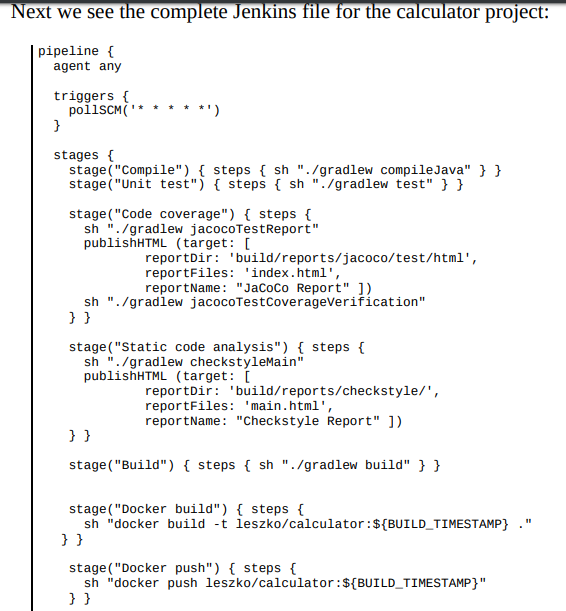 Next we see the complete Jenkins file for the calculator project:
pipeline {
agent any
triggers {
pollSCM('* * * * *')
}
stages {
stage("Compile") { steps { sh "./gradlew compileJava" } }
stage("Unit test") { steps { sh "./gradlew test" } }
stage("Code coverage") { steps {
sh "./gradlew jacocoTestReport"
publishHTML (target: [
reportDir: 'build/reports/jacoco/test/html',
reportFiles: 'index.html',
reportName: "JaCoCo Report" ])
sh "./gradlew jacocoTestCoverageVerification"
} }
stage("Static code analysis") { steps {
sh "./gradlew checkstyleMain"
publishHTML (target: [
reportDir: 'build/reports/checkstyle/',
reportFiles: 'main.html',
reportName: "Checkstyle Report" ])
} }
stage("Build") { steps { sh "./gradlew build" } }
stage("Docker build") { steps {
sh "docker build -t leszko/calculator:${BUILD_TIMESTAMP} ."
} }
stage("Docker push") { steps {
sh "docker push leszko/calculator:${BUILD_TIMESTAMP}"
} }